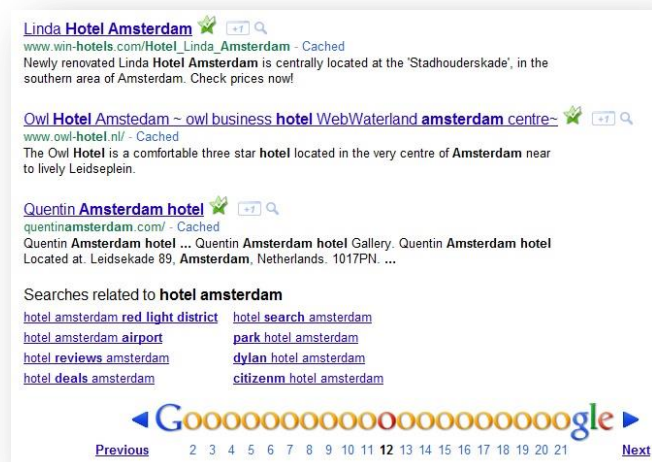 Linda Hotel Amsterdam +1
www.win-hotels.com/Hotel_Linda_Amsterdam - Cached
Newly renovated Linda Hotel Amsterdam is centrally located at the 'Stadhouderskade', in the
southern area of Amsterdam. Check prices now!
Owl Hotel Amstedam ~ owl business hotel WebWaterland amsterdam centre~ +1
www.owl-hotel.nl/ - Cached
The Owl Hotel is a comfortable three star hotel located in the very centre of Amsterdam near
to lively Leidseplein.
Quentin Amsterdam hotel +1
quentinamsterdam.com/ - Cached
Quentin Amsterdam hotel ... Quentin Amsterdam hotel Gallery. Quentin Amsterdam hotel
Located at. Leidsekade 89, Amsterdam, Netherlands. 1017PN. ...
Searches related to hotel amsterdam
hotel amsterdam red light district hotel search amsterdam
hotel amsterdam airport park hotel amsterdam
hotel reviews amsterdam dylan hotel amsterdam
hotel deals amsterdam citizenm hotel amsterdam
Goooooooooooooooooooogle
Previous 2 3 4 5 6 7 8 9 10 11 12 13 14 15 16 17 18 19 20 21 Next